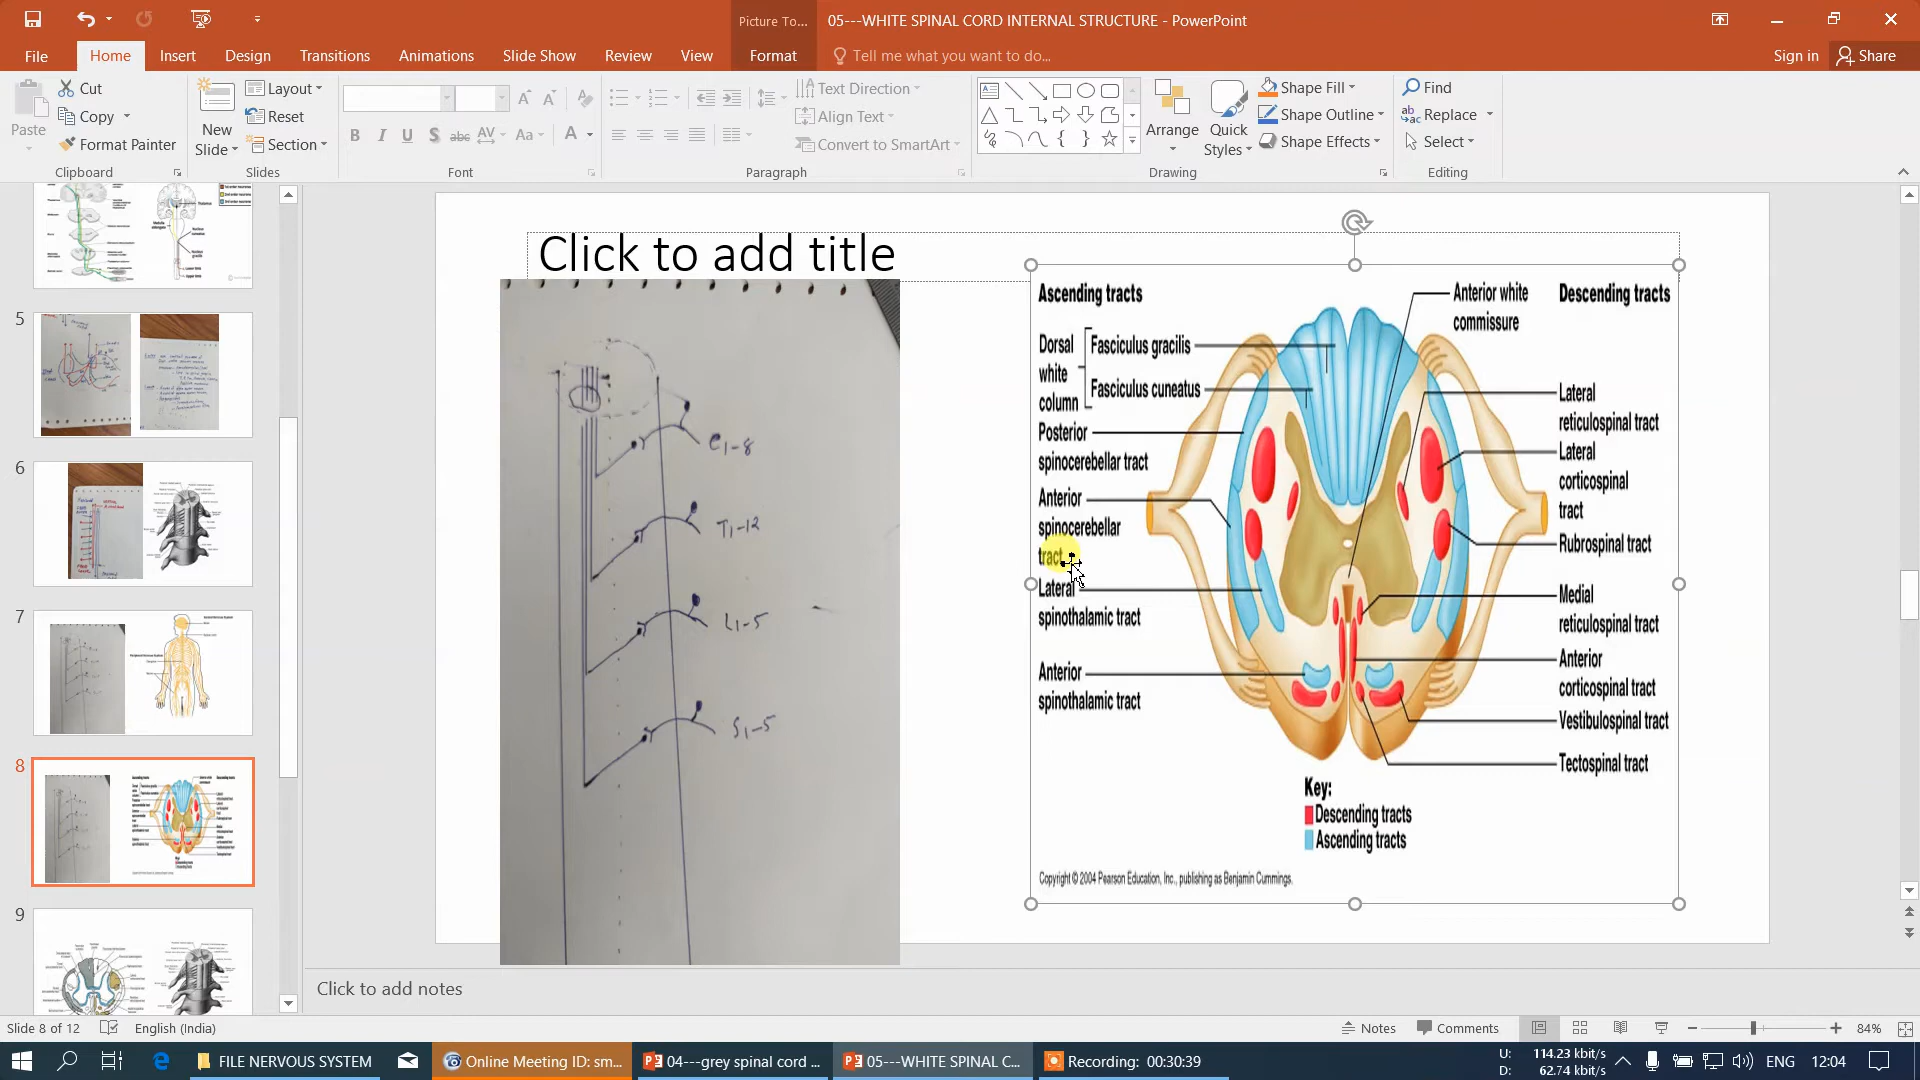 Picture To...
05---WHITE SPINAL CORD INTERNAL STRUCTURE - PowerPoint
File
Home
Insert
Design
Transitions
Animations
Slide Show
Review
View
Format
Tell me what you want to do...
Sign in
Share
Paste
Cut
Copy
Format Painter
Clipboard
New
Slide
Layout
Reset
Section
Slides
Font
Text Direction
Align Text
Convert to SmartArt
Paragraph
Arrange
Quick
Styles
Shape Fill
Shape Outline
Shape Effects
Drawing
Find
Replace
Select
Editing
5
6
7
8
9
Click to add title
C1-8
T1-12
L1-5
S1-5
Ascending tracts
Dorsal
white
column
Fasciculus gracilis
Fasciculus cuneatus
Posterior
spinocerebellar tract
Anterior
spinocerebellar
tract
Lateral
spinothalamic tract
Anterior
spinothalamic tract
Anterior white
commissure
Descending tracts
Lateral
reticulospinal tract
Lateral
corticospinal
tract
Rubrospinal tract
Medial
reticulospinal tract
Anterior
corticospinal tract
Vestibulospinal tract
Tectospinal tract
Key:
Descending tracts
Ascending tracts
Copyright © 2004 Pearson Education, Inc., publishing as Benjamin Cummings.
Click to add notes
Slide 8 of 12
English (India)
Notes
Comments
84%
FILE NERVOUS SYSTEM
Online Meeting ID: sm...
04---grey spinal cord ...
05---WHITE SPINAL C...
Recording: 00:30:39
U: 114.23 kbit/s
D: 62.74 kbit/s
ENG
12:04